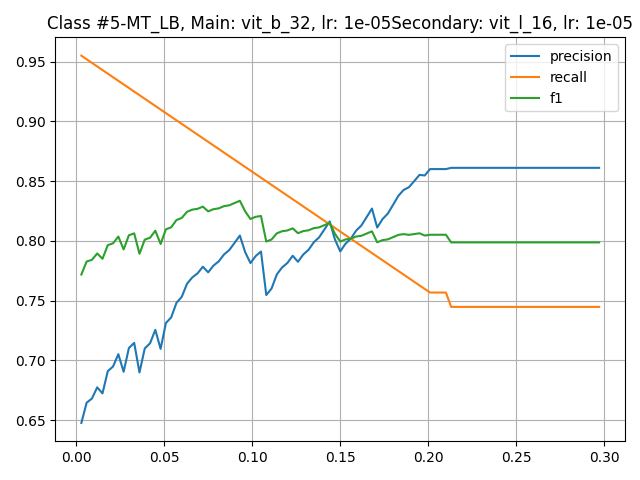 Class #5-MT_LB, Main: vit_b_32, lr: 1e-05Secondary: vit_l_16, lr: 1e-05
precision
recall
f1
0.95
0.90
0.85
0.80
0.75
0.70
0.65
0.00 0.05 0.10 0.15 0.20 0.25 0.30